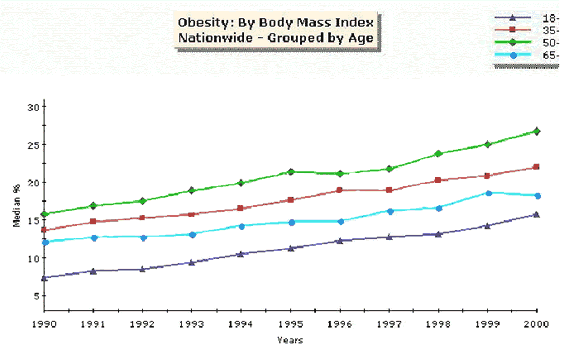 Obesity: By Body Mass Index
Nationwide - Grouped by Age
18-
35-
50-
65-
30
25
20
15
10
5
Median %
1990 1991 1992 1993 1994 1995 1996 1997 1998 1999 2000
Years